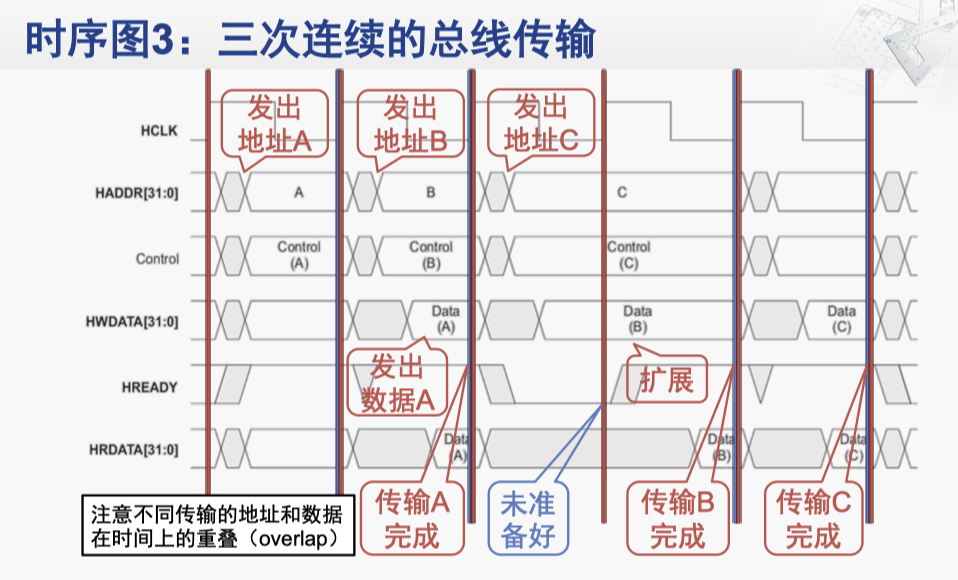 时序图3：三次连续的总线传输
发出
地址A
发出
地址B
发出
地址C
HCLK
HADDR[31:0]
A
B
C
Control
Control
(A)
Control
(B)
Control
(C)
HWDATA[31:0]
Data
(A)
Data
(B)
Data
(C)
发出
数据A
扩展
HREADY
HRDATA[31:0]
Data
(A)
Data
(B)
Data
(C)
传输A
完成
未准
备好
传输B
完成
传输C
完成
注意不同传输的地址和数据
在时间上的重叠（overlap）